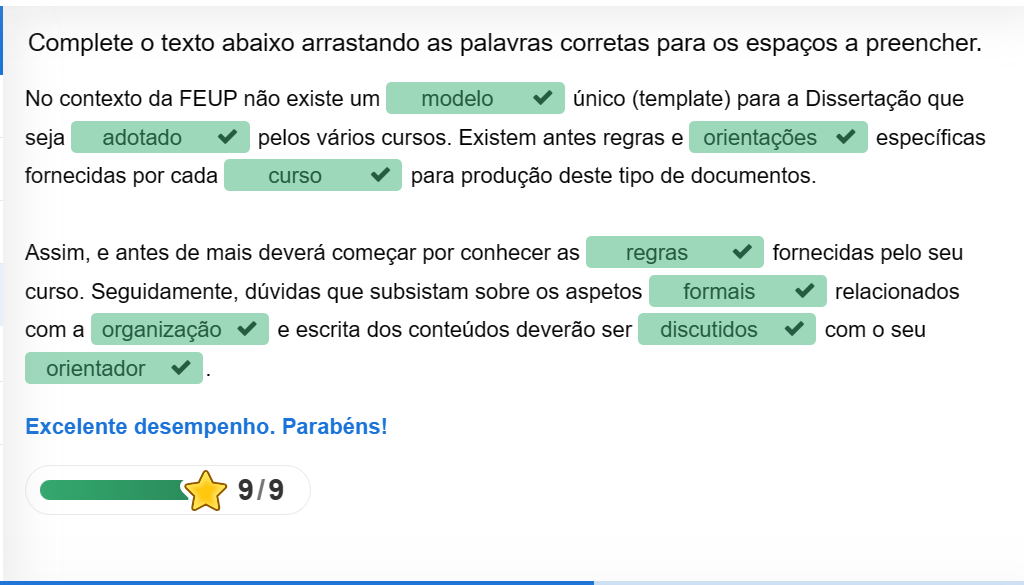 Complete o texto abaixo arrastando as palavras corretas para os espaços a preencher.
No contexto da FEUP não existe um modelo ✔ único (template) para a Dissertação que
seja adotado ✔ pelos vários cursos. Existem antes regras e orientações ✔ específicas
fornecidas por cada curso ✔ para produção deste tipo de documentos.
Assim, e antes de mais deverá começar por conhecer as regras ✔ fornecidas pelo seu
curso. Seguidamente, dúvidas que subsistam sobre os aspetos formais ✔ relacionados
com a organização ✔ e escrita dos conteúdos deverão ser discutidos ✔ com o seu
orientador ✔ .
Excelente desempenho. Parabéns!
9/9